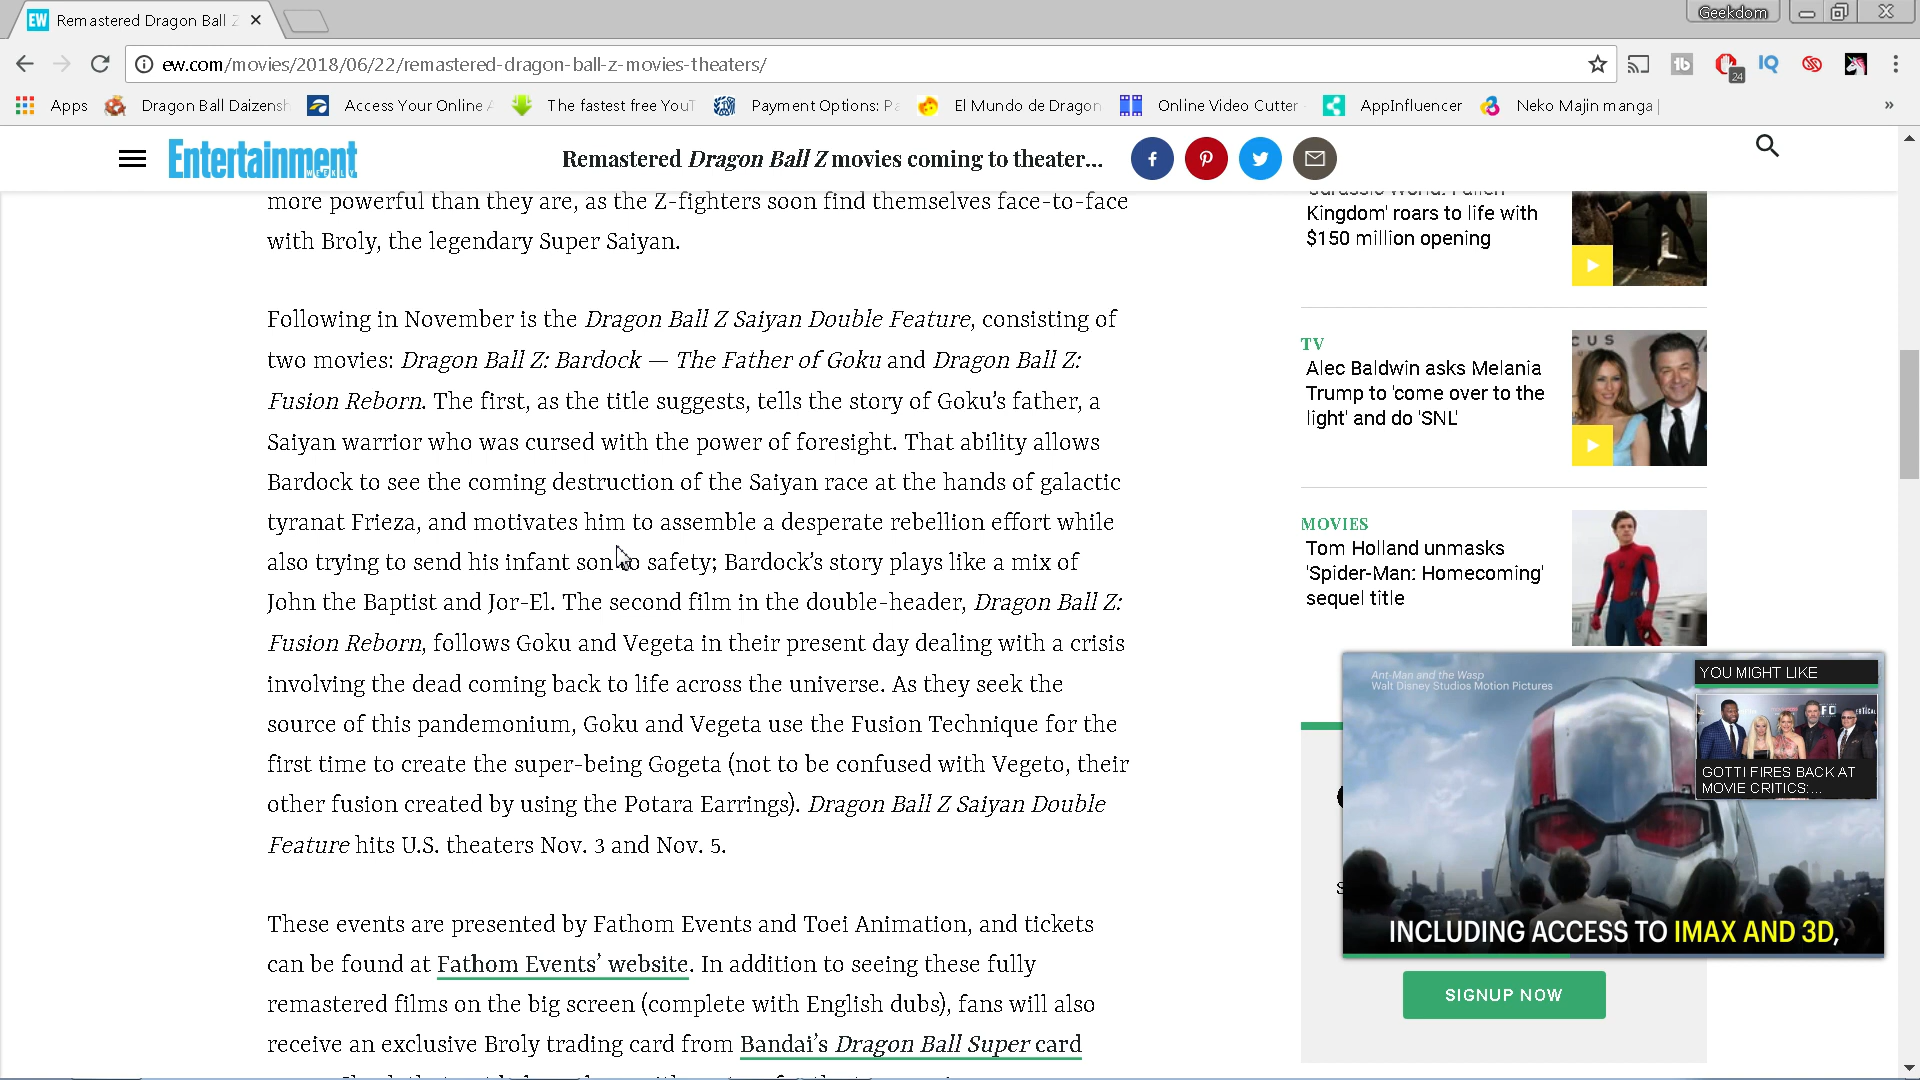 EW Remastered Dragon Ball Z
Geekdom
ew.com/movies/2018/06/22/remastered-dragon-ball-z-movies-theaters/
24
IQ
Apps
Dragon Ball Daizensh
Access Your Online A
The fastest free YouT
Payment Options: Pa
El Mundo de Dragon
Online Video Cutter
AppInfluencer
Neko Majin manga |
»
Entertainment
WEEKLY
Remastered Dragon Ball Z movies coming to theater...
more powerful than they are, as the Z-fighters soon find themselves face-to-face
with Broly, the legendary Super Saiyan.
Following in November is the Dragon Ball Z Saiyan Double Feature, consisting of
two movies: Dragon Ball Z: Bardock — The Father of Goku and Dragon Ball Z:
Fusion Reborn. The first, as the title suggests, tells the story of Goku's father, a
Saiyan warrior who was cursed with the power of foresight. That ability allows
Bardock to see the coming destruction of the Saiyan race at the hands of galactic
tyranat Frieza, and motivates him to assemble a desperate rebellion effort while
also trying to send his infant son to safety; Bardock's story plays like a mix of
John the Baptist and Jor-El. The second film in the double-header, Dragon Ball Z:
Fusion Reborn, follows Goku and Vegeta in their present day dealing with a crisis
involving the dead coming back to life across the universe. As they seek the
source of this pandemonium, Goku and Vegeta use the Fusion Technique for the
first time to create the super-being Gogeta (not to be confused with Vegeto, their
other fusion created by using the Potara Earrings). Dragon Ball Z Saiyan Double
Feature hits U.S. theaters Nov. 3 and Nov. 5.
These events are presented by Fathom Events and Toei Animation, and tickets
can be found at Fathom Events' website. In addition to seeing these fully
remastered films on the big screen (complete with English dubs), fans will also
receive an exclusive Broly trading card from Bandai's Dragon Ball Super card
Jurassic World: Fallen
Kingdom' roars to life with
$150 million opening
TV
Alec Baldwin asks Melania
Trump to 'come over to the
light' and do 'SNL'
MOVIES
Tom Holland unmasks
'Spider-Man: Homecoming'
sequel title
Ant-Man and the Wasp
Walt Disney Studios Motion Pictures
YOU MIGHT LIKE
GOTTI FIRES BACK AT
MOVIE CRITICS:...
INCLUDING ACCESS TO IMAX AND 3D,
SIGNUP NOW